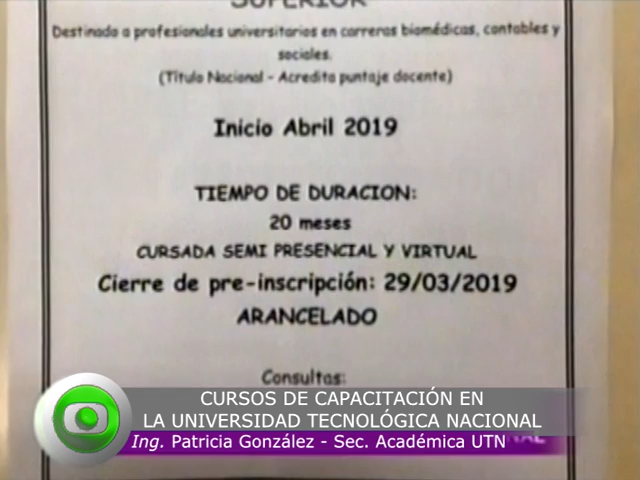 SUPERIOR
Destinado a profesionales universitarios en carreras biomédicas, contables y
sociales.
(Título Nacional - Acredita puntaje docente)
Inicio Abril 2019
TIEMPO DE DURACION:
20 meses
CURSADA SEMI PRESENCIAL Y VIRTUAL
Cierre de pre-inscripción: 29/03/2019
ARANCELADO
Consultas:
CURSOS DE CAPACITACIÓN EN
LA UNIVERSIDAD TECNOLÓGICA NACIONAL
Ing. Patricia González - Sec. Académica UTN